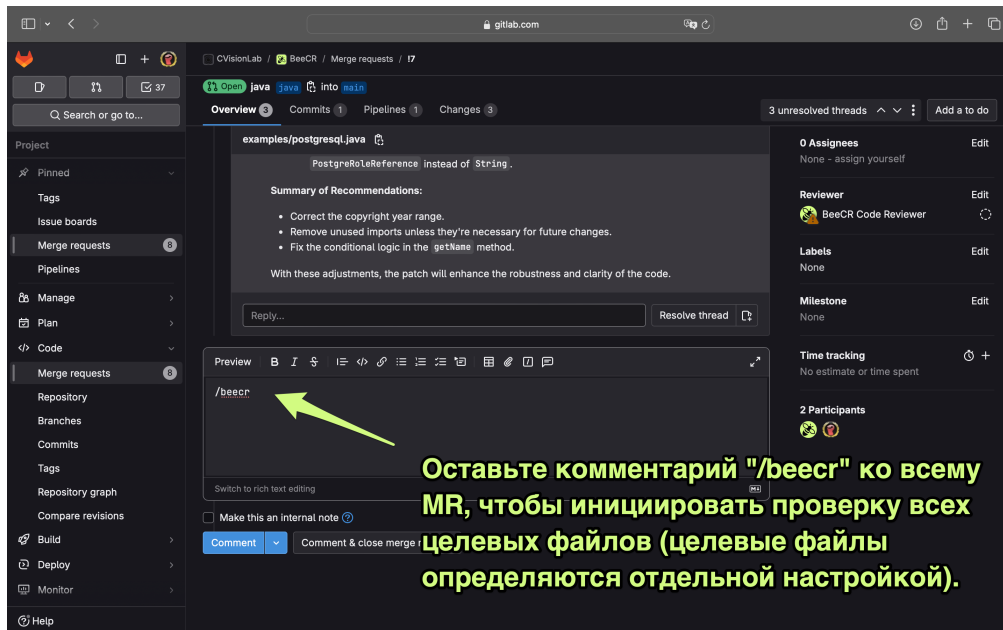 gitlab.com
37
Search or go to...
Project
Pinned
Tags
Issue boards
Merge requests 8
Pipelines
Manage
Plan
Code
Merge requests 8
Repository
Branches
Commits
Tags
Repository graph
Compare revisions
Build
Deploy
Monitor
Help
CVisionLab / BeeCR / Merge requests / !7
Open java java into main
Overview 3 Commits 1 Pipelines 1 Changes 3
3 unresolved threads Add a to do
examples/postgresql.java
PostgreRoleReference instead of String.
Summary of Recommendations:
• Correct the copyright year range.
• Remove unused imports unless they're necessary for future changes.
• Fix the conditional logic in the getName method.
With these adjustments, the patch will enhance the robustness and clarity of the code.
Reply... Resolve thread
Preview B I S
/beecr
Switch to rich text editing
Make this an internal note
Comment Comment & close merge r
0 Assignees Edit
None - assign yourself
Reviewer Edit
BeeCR Code Reviewer
Labels Edit
None
Milestone Edit
None
Time tracking
No estimate or time spent
2 Participants
Оставьте комментарий "/beecr" ко всему
MR, чтобы инициировать проверку всех
целевых файлов (целевые файлы
определяются отдельной настройкой).